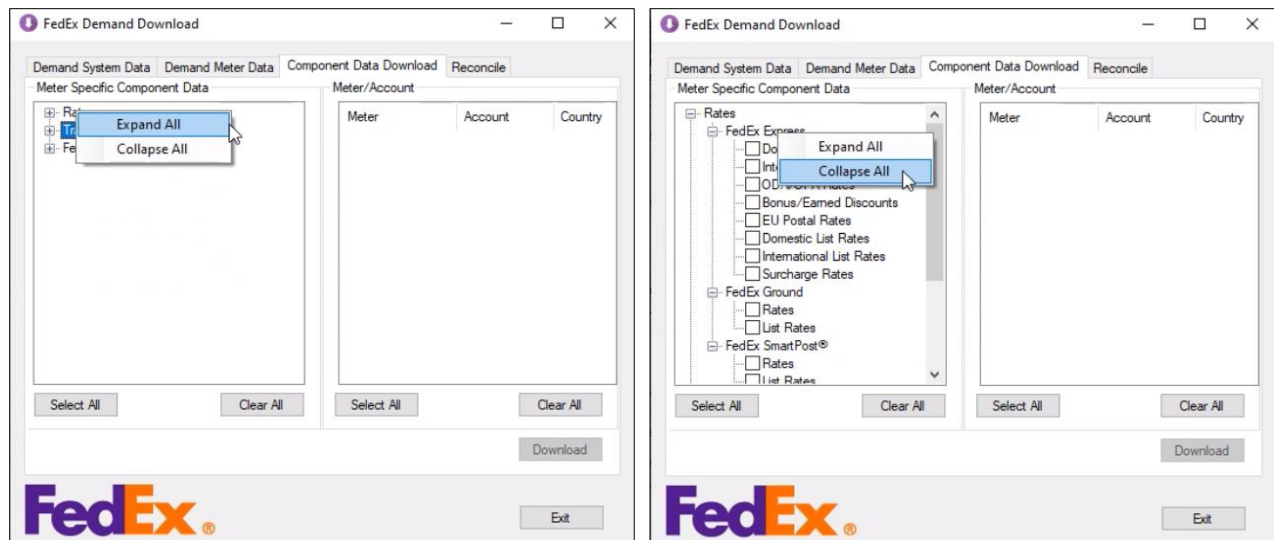 FedEx Demand Download
Demand System Data Demand Meter Data Component Data Download Reconcile
Meter Specific Component Data
Meter/Account
Expand All
Collapse All
Meter Account Country
Select All Clear All
Select All Clear All
Download
FedEx®
Exit
FedEx Demand Download
Demand System Data Demand Meter Data Component Data Download Reconcile
Meter Specific Component Data
Meter/Account
Rates
FedEx Express
Expand All
Collapse All
Bonus/Earned Discounts
EU Postal Rates
Domestic List Rates
International List Rates
Surcharge Rates
FedEx Ground
Rates
List Rates
FedEx SmartPost®
Rates
List Rates
Meter Account Country
Select All Clear All
Select All Clear All
Download
FedEx®
Exit